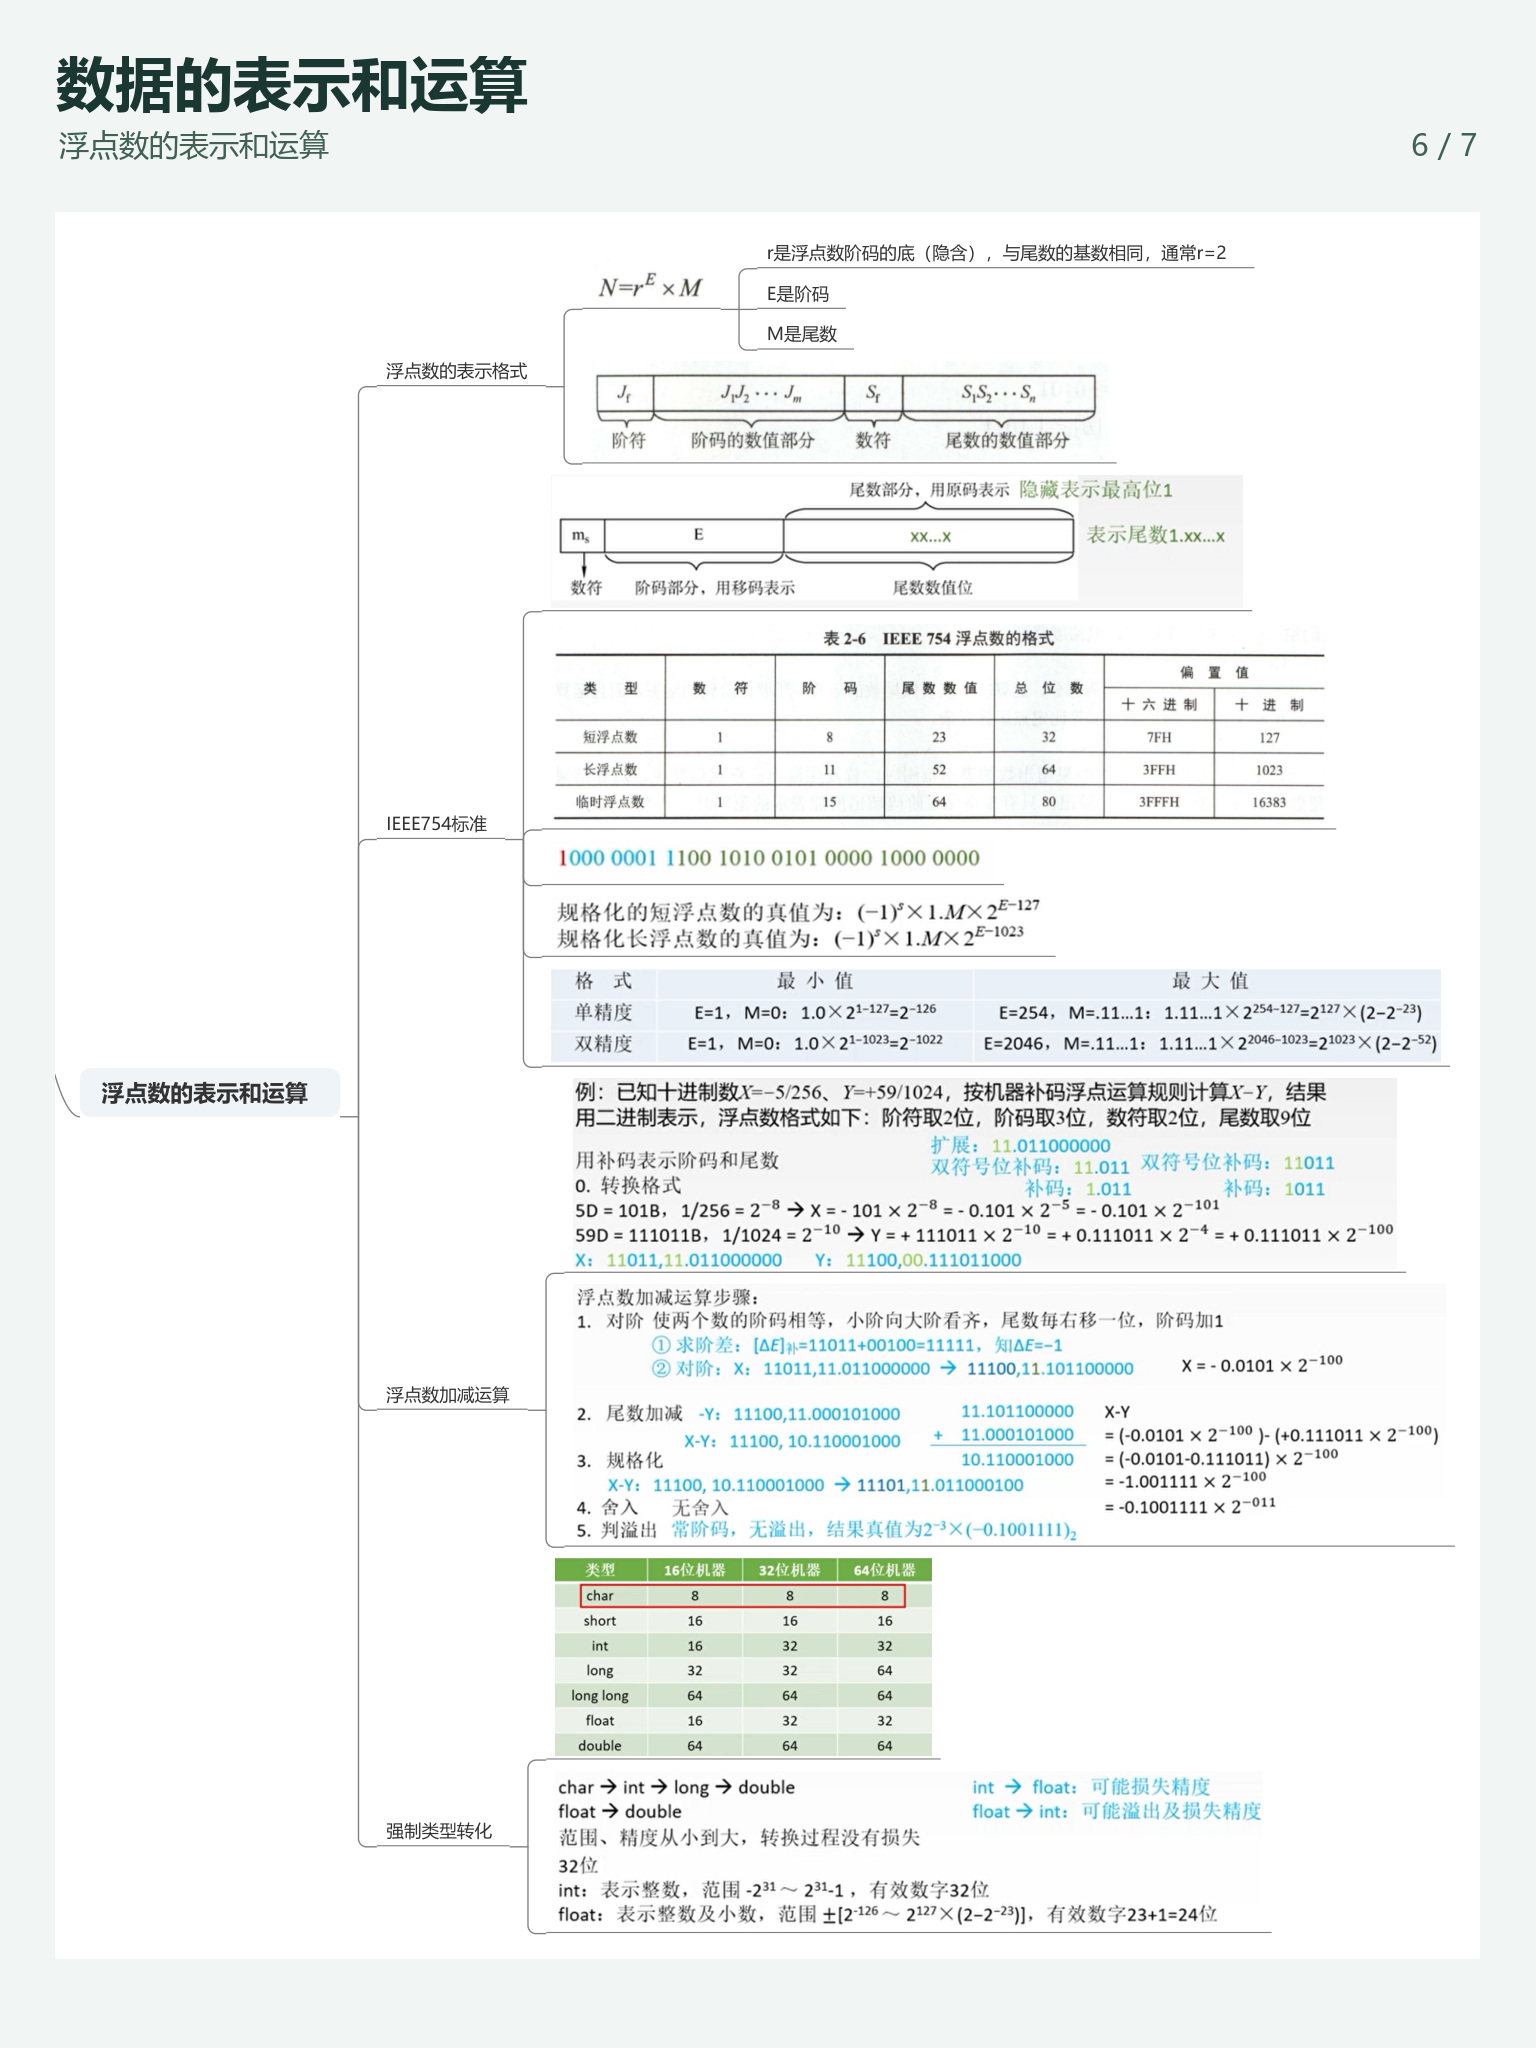 数据的表示和运算
浮点数的表示和运算
6 / 7
r是浮点数阶码的底（隐含），与尾数的基数相同，通常r=2
N=r^E × M
E是阶码
M是尾数
浮点数的表示格式
J_f J_1J_2 ··· J_m S_f S_1S_2···S_n
阶符 阶码的数值部分 数符 尾数的数值部分
尾数部分，用原码表示 隐藏表示最高位1
m_s E xx...x 表示尾数1.xx...x
数符 阶码部分，用移码表示 尾数数值位
表 2-6 IEEE 754 浮点数的格式
类 型 数 符 阶 码 尾数数值 总 位 数 偏 置 值
十六进制 十 进 制
短浮点数 1 8 23 32 7FH 127
长浮点数 1 11 52 64 3FFH 1023
临时浮点数 1 15 64 80 3FFFH 16383
IEEE754标准
1000 0001 1100 1010 0101 0000 1000 0000
规格化的短浮点数的真值为：(−1)^s×1.M×2^{E−127}
规格化长浮点数的真值为：(−1)^s×1.M×2^{E−1023}
格 式 最 小 值 最 大 值
单精度 E=1，M=0：1.0×2^{1−127}=2^{−126} E=254，M=.11...1：1.11...1×2^{254−127}=2^{127}×(2−2^{−23})
双精度 E=1，M=0：1.0×2^{1−1023}=2^{−1022} E=2046，M=.11...1：1.11...1×2^{2046−1023}=2^{1023}×(2−2^{−52})
浮点数的表示和运算
例：已知十进制数X=−5/256、Y=+59/1024，按机器补码浮点运算规则计算X−Y，结果
用二进制表示，浮点数格式如下：阶符取2位，阶码取3位，数符取2位，尾数取9位
扩展：11.011000000
用补码表示阶码和尾数 双符号位补码：11.011 双符号位补码：11011
0. 转换格式 补码：1.011 补码：1011
5D = 101B，1/256 = 2^{−8} → X = - 101 × 2^{−8} = - 0.101 × 2^{−5} = - 0.101 × 2^{−101}
59D = 111011B，1/1024 = 2^{−10} → Y = + 111011 × 2^{−10} = + 0.111011 × 2^{−4} = + 0.111011 × 2^{−100}
X：11011,11.011000000 Y：11100,00.111011000
浮点数加减运算步骤：
1. 对阶 使两个数的阶码相等，小阶向大阶看齐，尾数每右移一位，阶码加1
① 求阶差：[ΔE]_补=11011+00100=11111，知ΔE=−1
② 对阶：X：11011,11.011000000 → 11100,11.101100000 X = - 0.0101 × 2^{−100}
浮点数加减运算
2. 尾数加减 -Y：11100,11.000101000 11.101100000 X-Y
X-Y：11100, 10.110001000 + 11.000101000 = (-0.0101 × 2^{−100} )- (+0.111011 × 2^{−100})
3. 规格化 10.110001000 = (-0.0101-0.111011) × 2^{−100}
X-Y：11100, 10.110001000 → 11101,11.011000100 = -1.001111 × 2^{−100}
4. 舍入 无舍入 = -0.1001111 × 2^{−011}
5. 判溢出 常阶码，无溢出，结果真值为2^{−3}×(−0.1001111)_2
类型 16位机器 32位机器 64位机器
char 8 8 8
short 16 16 16
int 16 32 32
long 32 32 64
long long 64 64 64
float 16 32 32
double 64 64 64
char → int → long → double int → float：可能损失精度
float → double float → int：可能溢出及损失精度
强制类型转化
范围、精度从小到大，转换过程没有损失
32位
int：表示整数，范围 -2^{31} ～ 2^{31}-1 ，有效数字32位
float：表示整数及小数，范围 ±[2^{-126} ～ 2^{127}×(2−2^{−23})]，有效数字23+1=24位